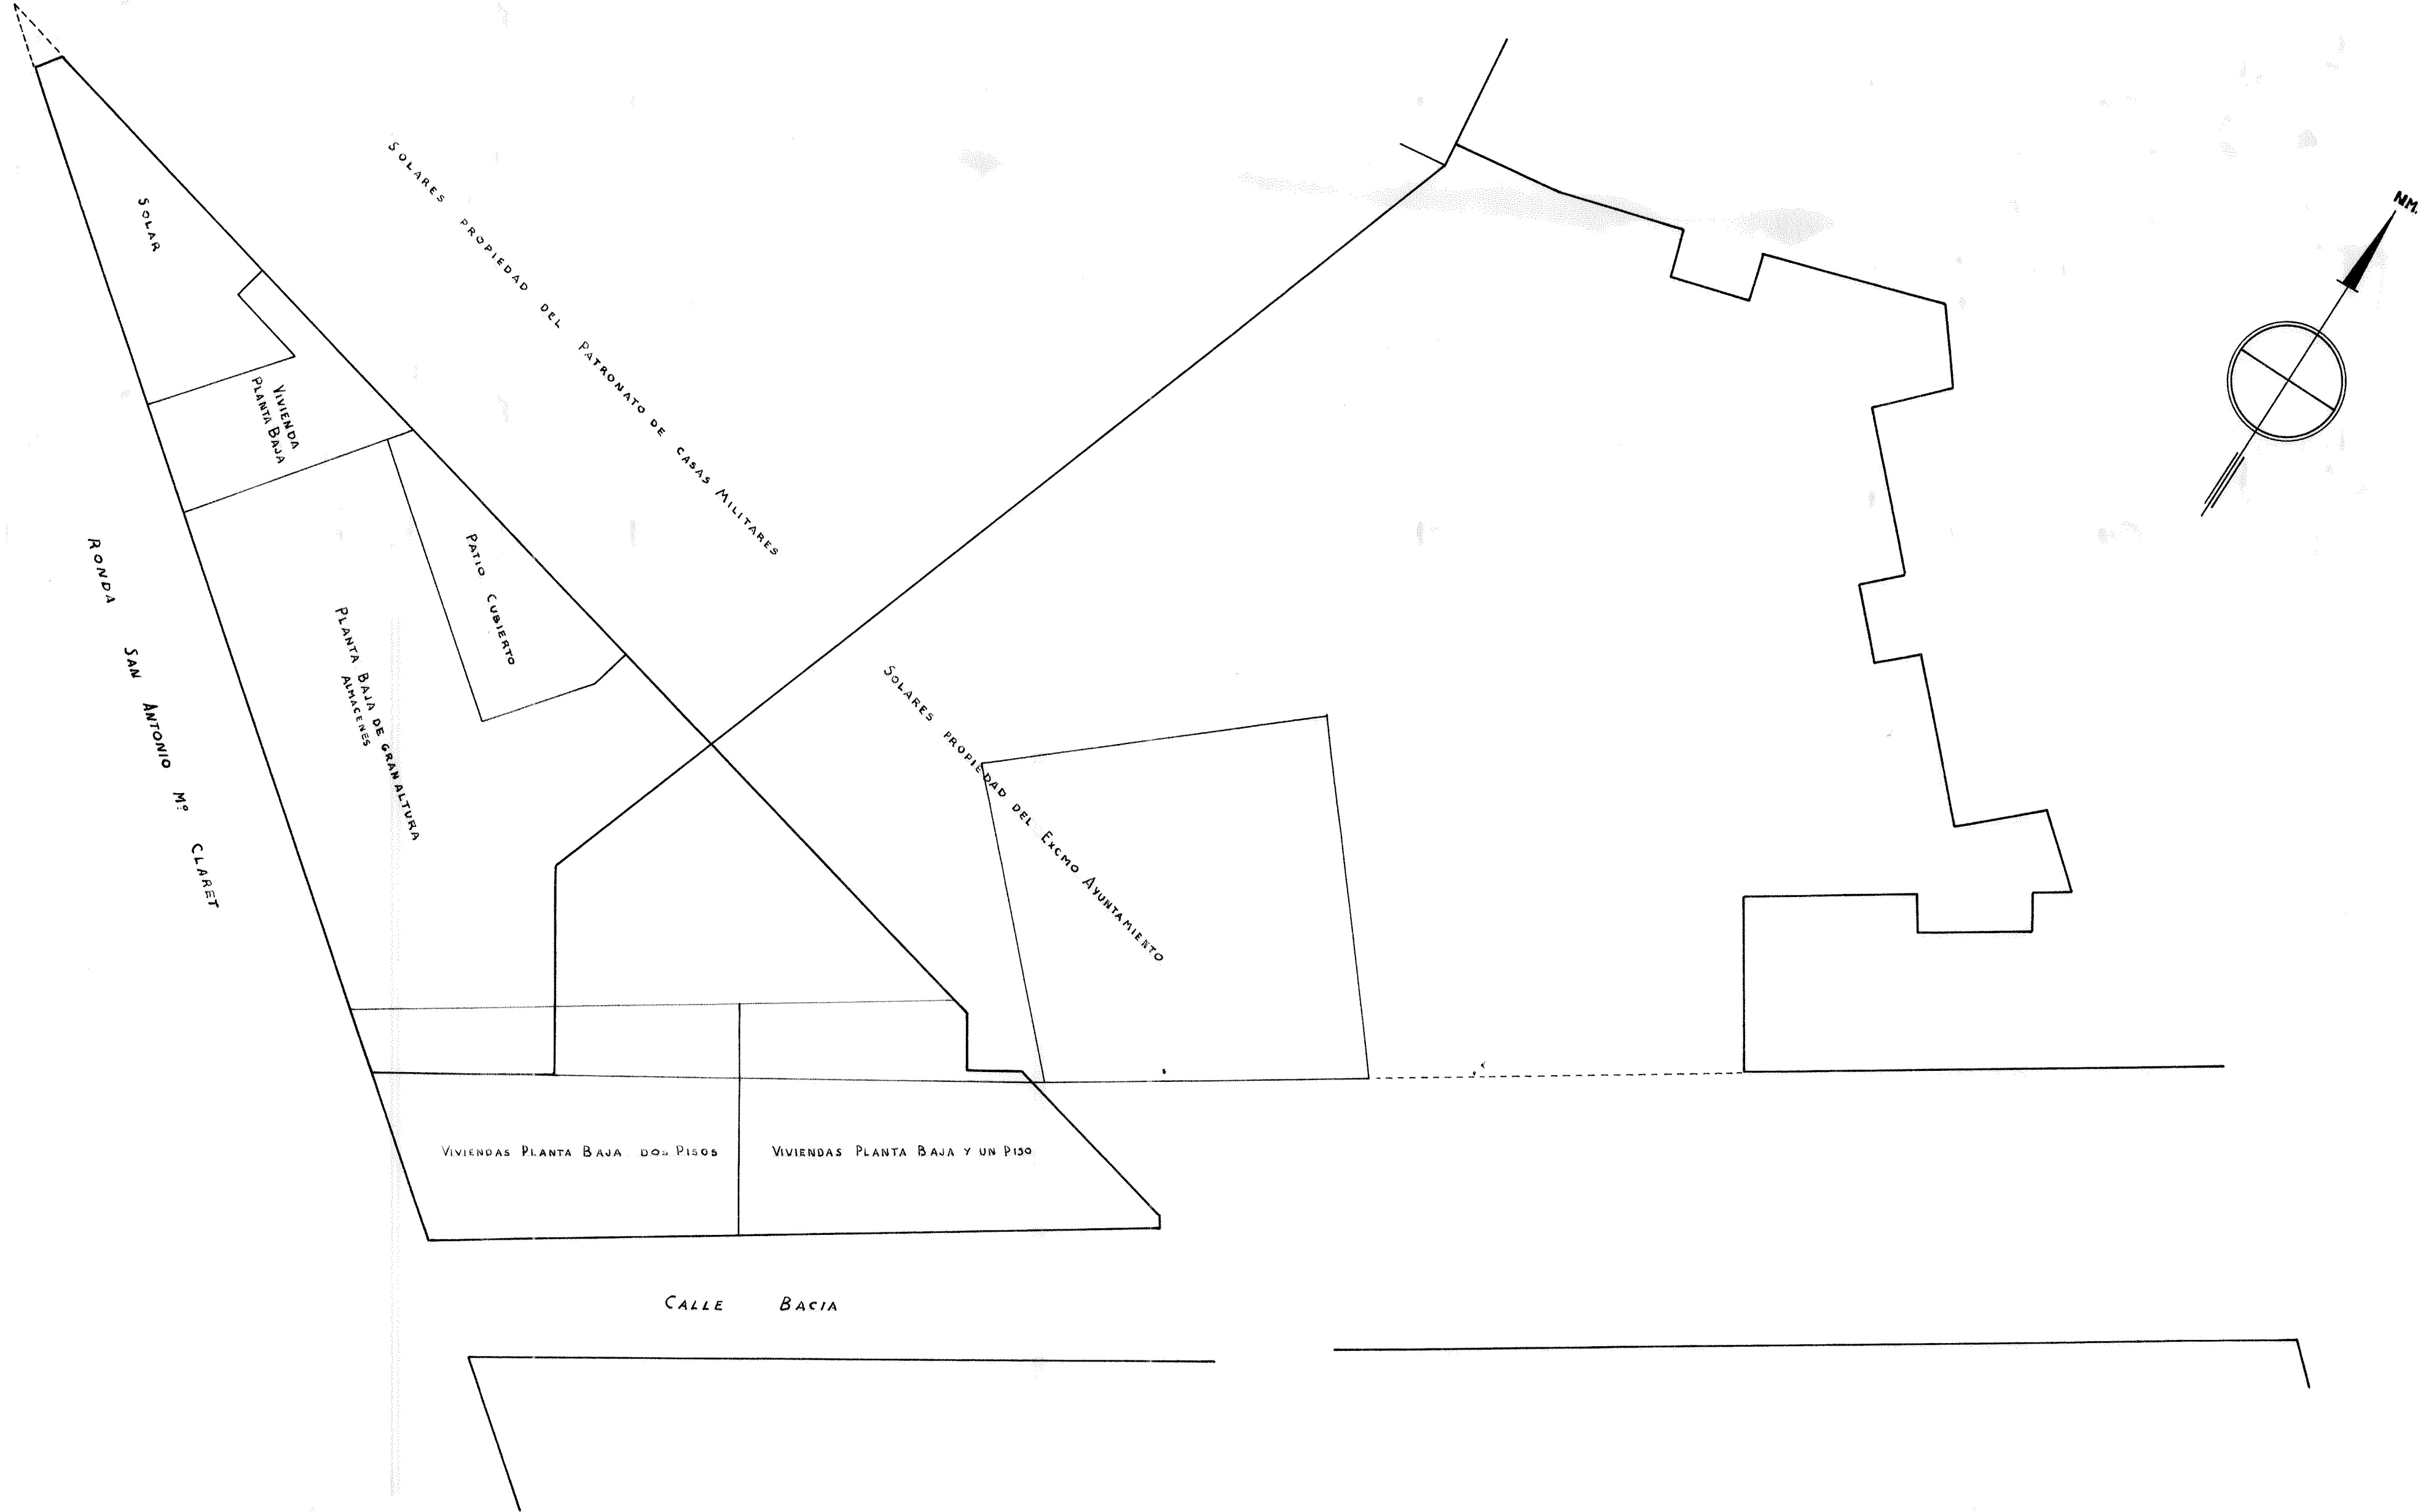 NM.
SOLARES PROPIEDAD DEL PATRONATO DE CASAS MILITARES
SOLAR
VIVIENDA
PLANTA BAJA
PATIO CUBIERTO
RONDA SAN ANTONIO Mº CLARET
PLANTA BAJA DE GRAN ALTURA
ALMACENES
SOLARES PROPIEDAD DEL EXCMO AYUNTAMIENTO
VIVIENDAS PLANTA BAJA DOS PISOS
VIVIENDAS PLANTA BAJA Y UN PISO
CALLE BACIA